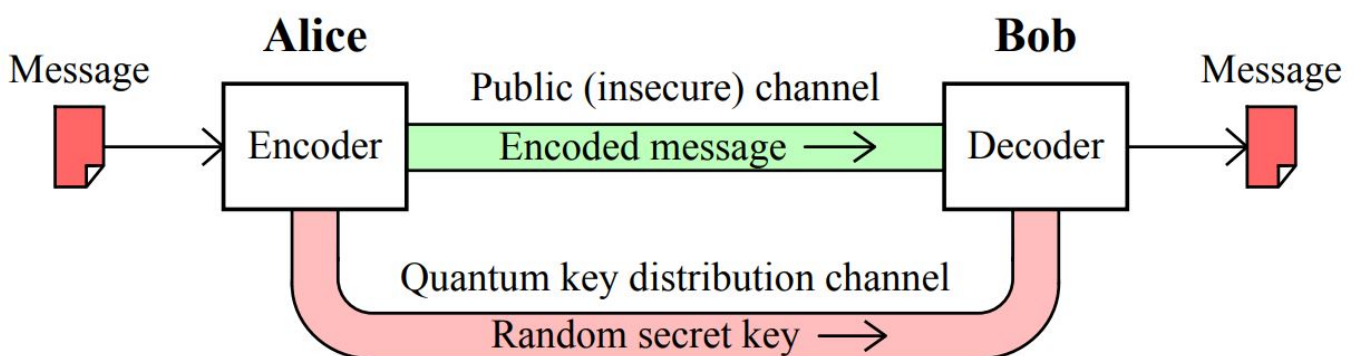 Alice
Bob
Message
Message
Public (insecure) channel
Encoder
Encoded message
Decoder
Quantum key distribution channel
Random secret key